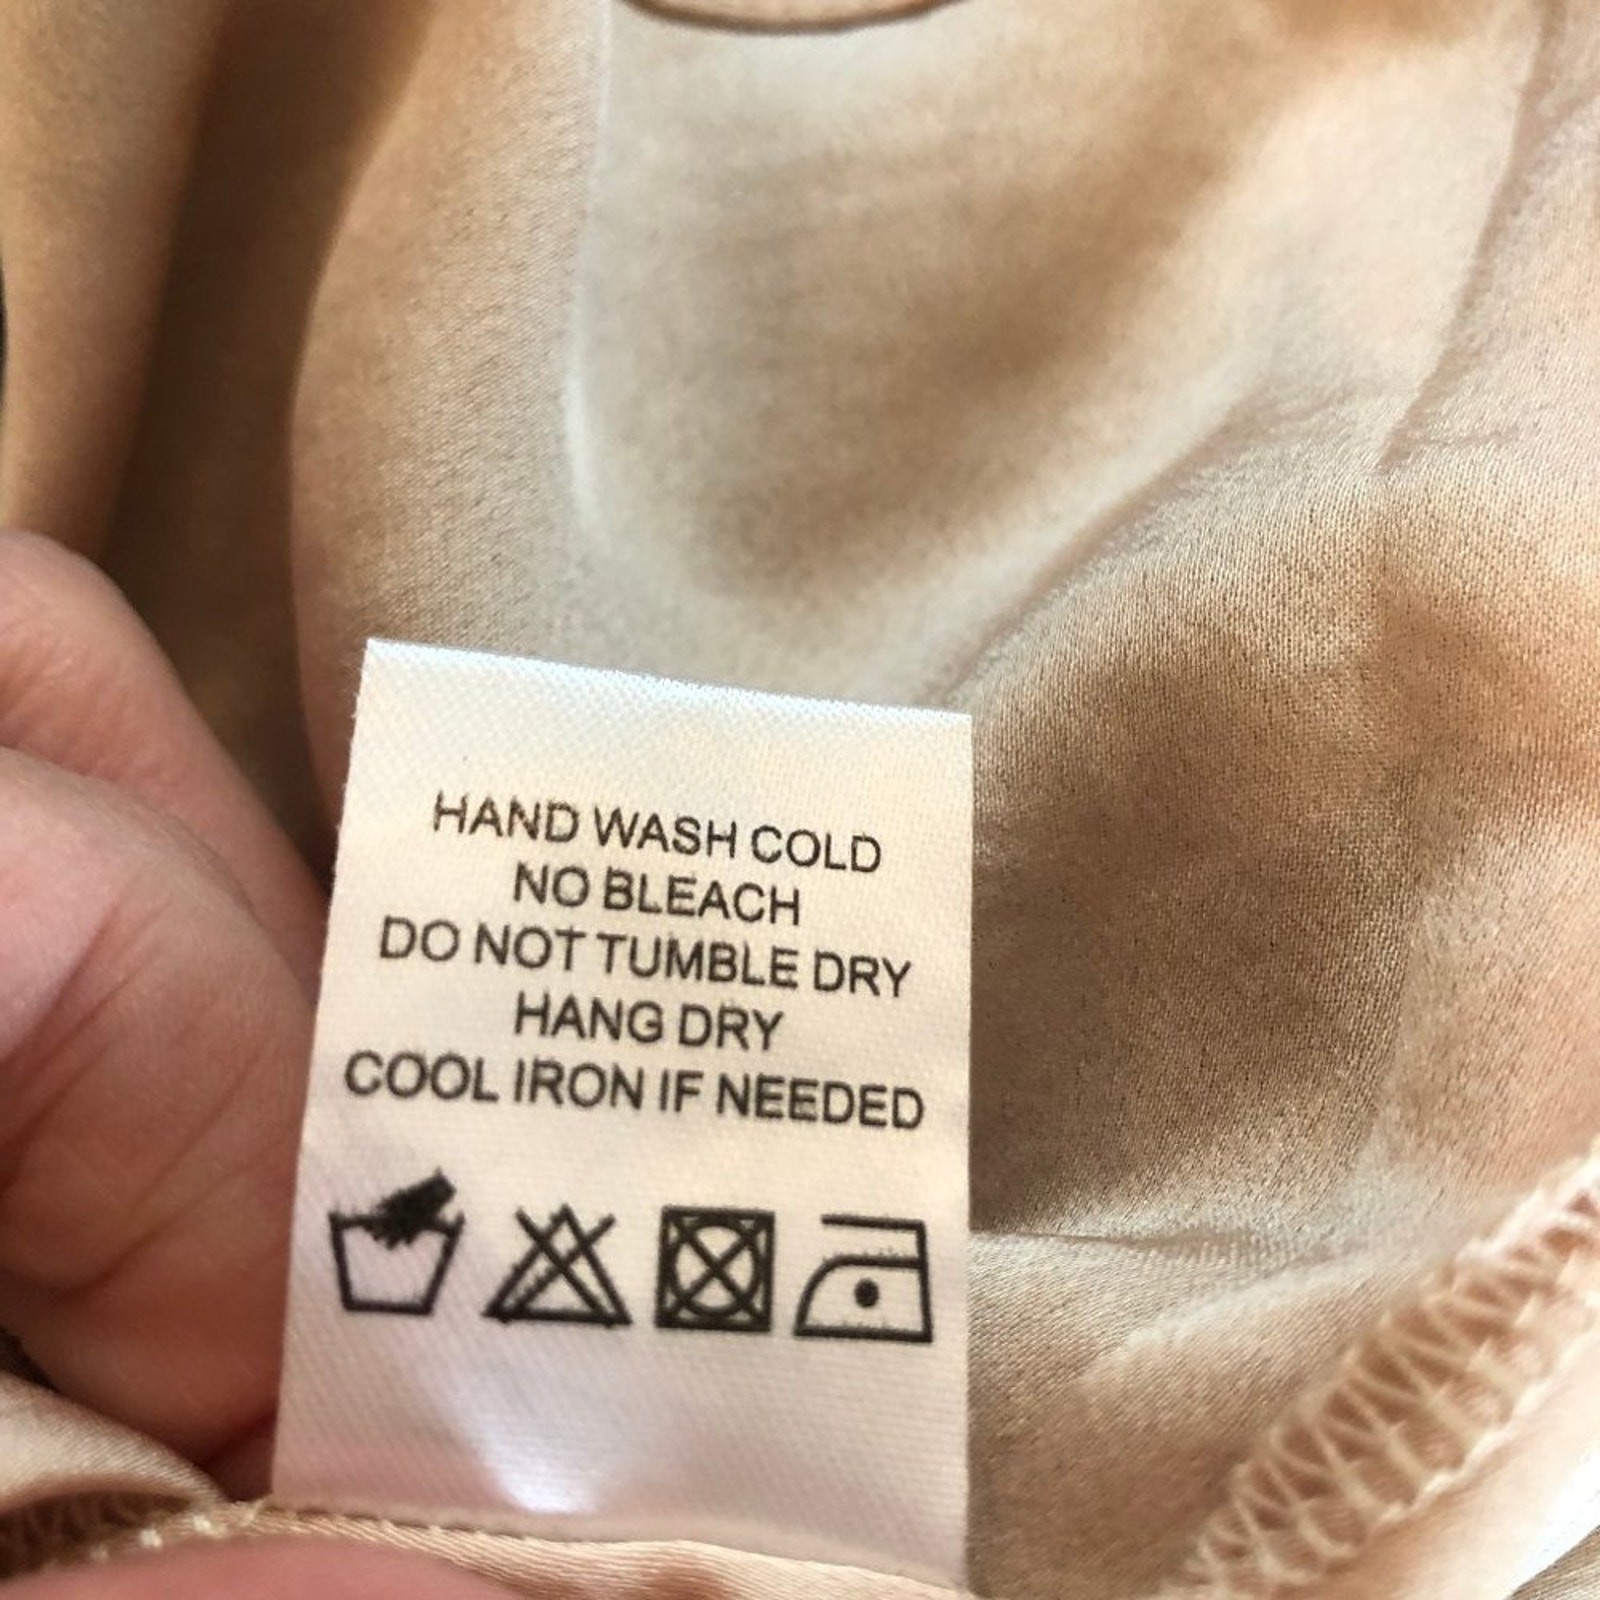 HAND WASH COLD
NO BLEACH
DO NOT TUMBLE DRY
HANG DRY
COOL IRON IF NEEDED